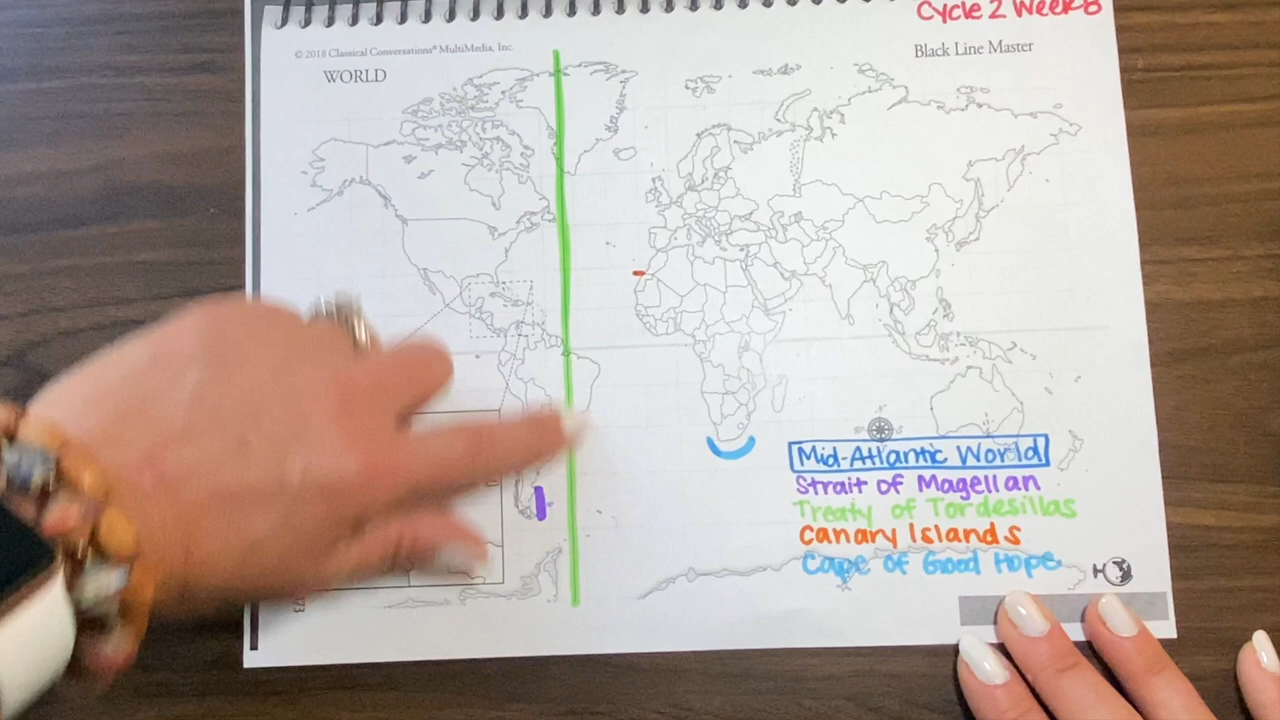 Cycle 2 Week 6
© 2018 Classical Conversations® MultiMedia, Inc.
Black Line Master
WORLD
Mid-Atlantic World
Strait of Magellan
Treaty of Tordesillas
Canary Islands
Cape of Good Hope